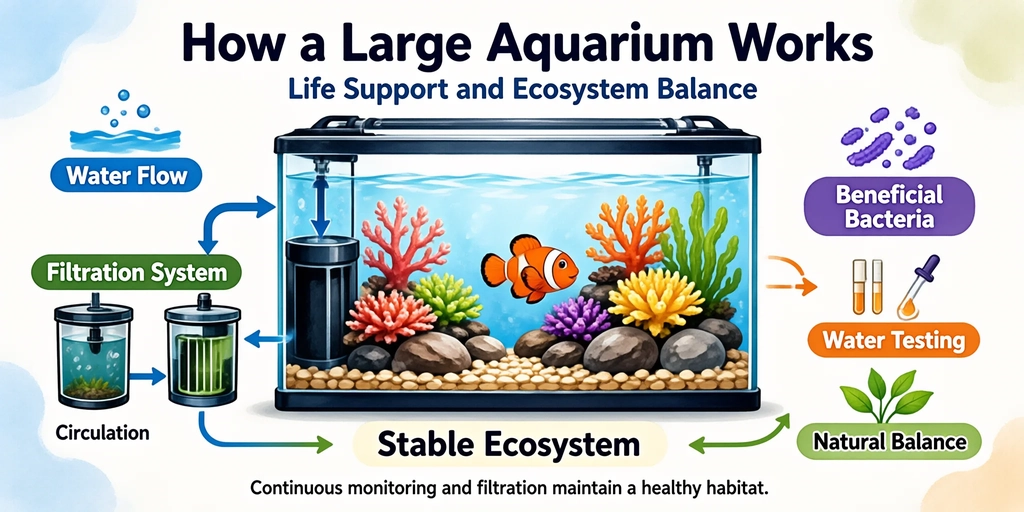 How a Large Aquarium Works
Life Support and Ecosystem Balance
Water Flow
Filtration System
Circulation
Beneficial
Bacteria
Water Testing
Natural Balance
Stable Ecosystem
Continuous monitoring and filtration maintain a healthy habitat.